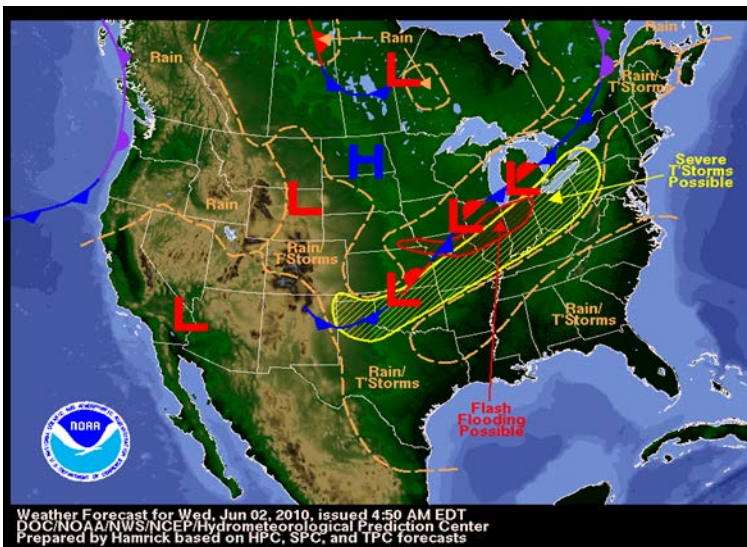 Rain
Rain
Rain
L
Rain/
T'Storms
H
Severe
T'Storms
Possible
L
L
L
Rain
Rain/
T'Storms
L
L
Rain/
T'Storms
Rain/
T'Storms
Flash
Flooding
Possible
NOAA
Weather Forecast for Wed, Jun 02, 2010, issued 4:50 AM EDT
DOC/NOAA/NWS/NCEP/Hydrometeorological Prediction Center
Prepared by Hamrick based on HPC, SPC, and TPC forecasts